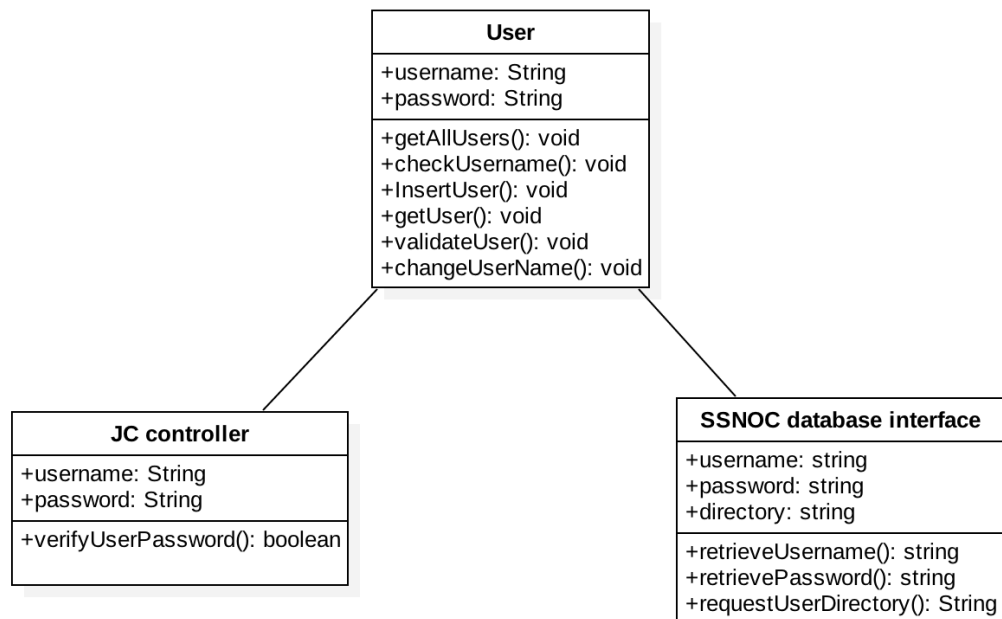 User
+username: String
+password: String
+getAllUsers(): void
+checkUsername(): void
+InsertUser(): void
+getUser(): void
+validateUser(): void
+changeUserName(): void
JC controller
+username: String
+password: String
+verifyUserPassword(): boolean
SSNOC database interface
+username: string
+password: string
+directory: string
+retrieveUsername(): string
+retrievePassword(): string
+requestUserDirectory(): String